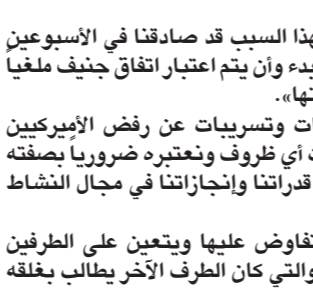 هذا السبب قد صادقنا في الأسبوعين
بدء وأن يتم اعتبار اتفاق جنيف ملغياً
تها».
ات وتسريبات عن رفض الأميركيين
ت أي ظروف ونعتبره ضرورياً بصفته
قدراتنا وإنجازاتنا في مجال النشاط
تفاوض عليها ويتعين على الطرفين
والتي كان الطرف الآخر يطالب بغلقه